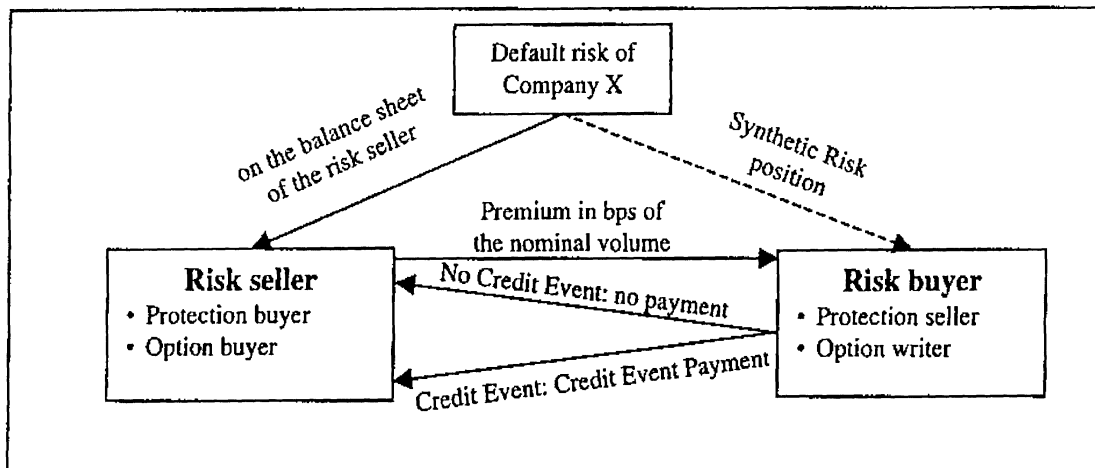 Default risk of
Company X
on the balance sheet
of the risk seller
Synthetic Risk
position
Premium in bps of
the nominal volume
Risk seller
• Protection buyer
• Option buyer
No Credit Event: no payment
Credit Event: Credit Event Payment
Risk buyer
• Protection seller
• Option writer